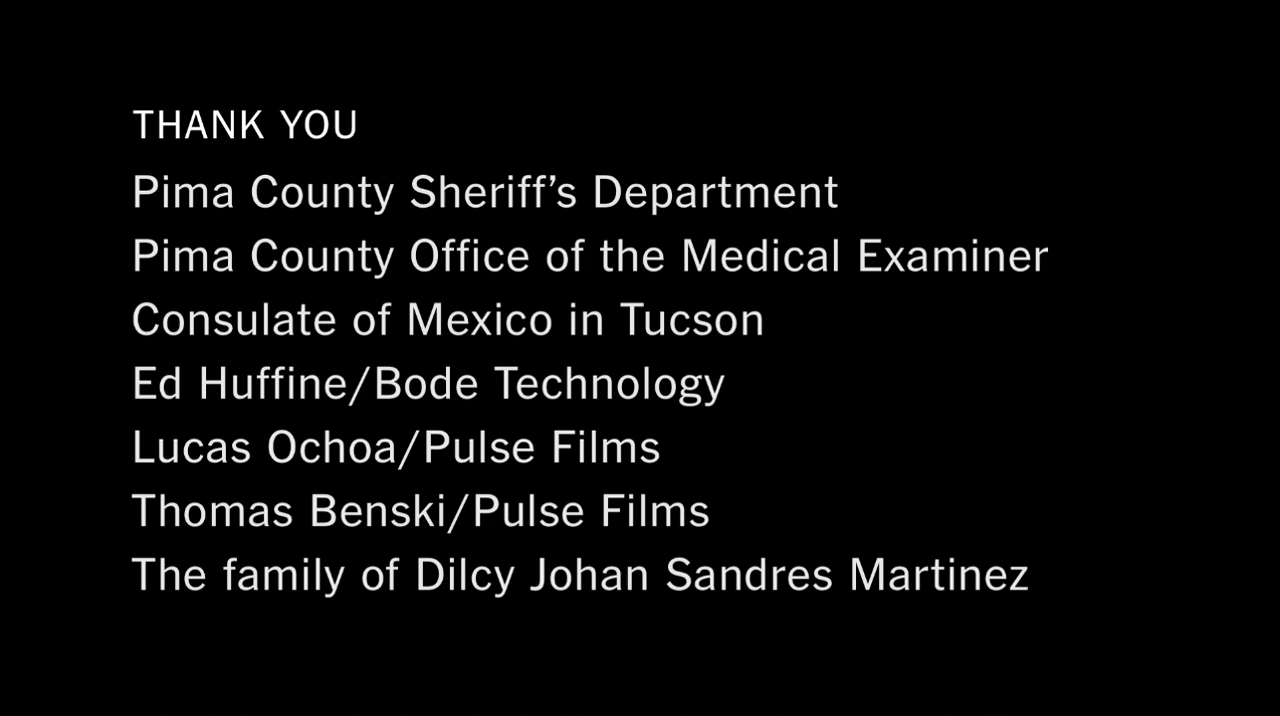 THANK YOU
Pima County Sheriff’s Department
Pima County Office of the Medical Examiner
Consulate of Mexico in Tucson
Ed Huffine/Bode Technology
Lucas Ochoa/Pulse Films
Thomas Benski/Pulse Films
The family of Dilcy Johan Sandres Martinez